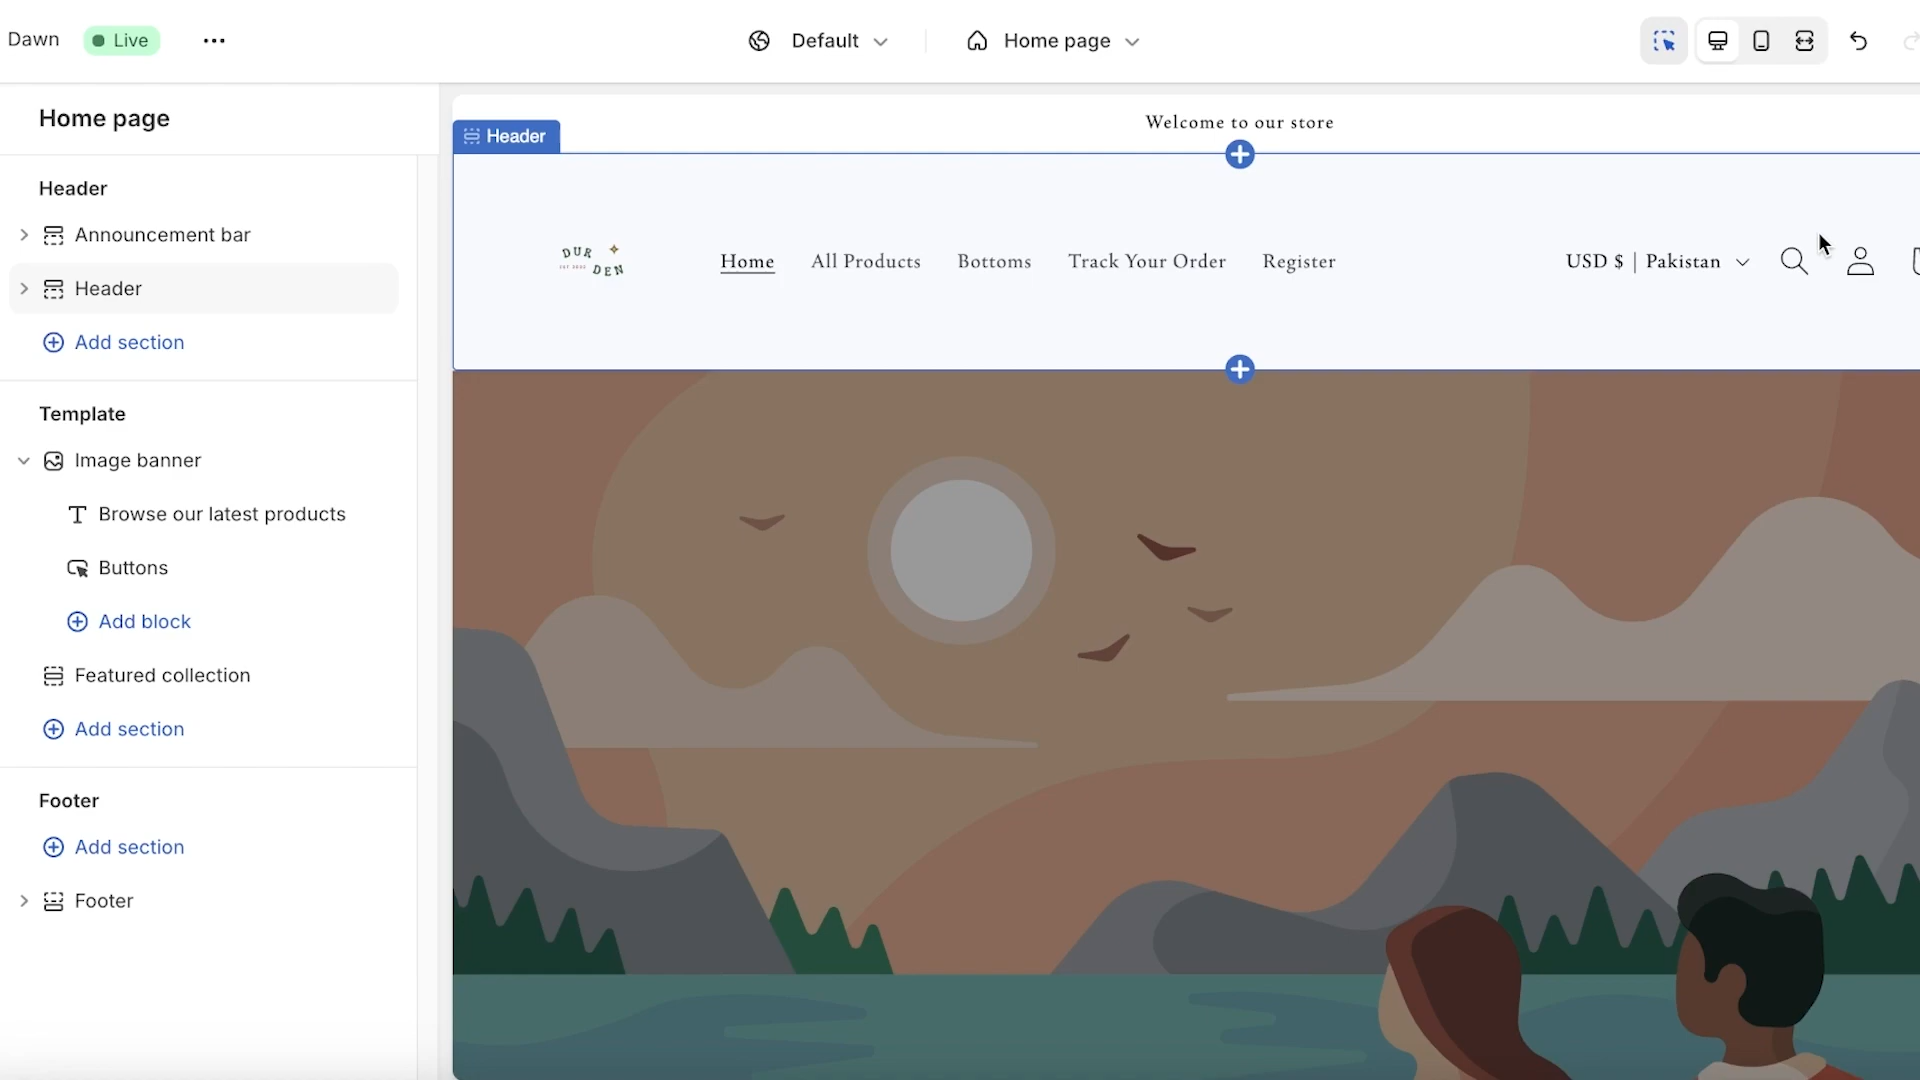 Dawn
Live
Default
Home page
Home page
Header
Announcement bar
Header
Add section
Template
Image banner
Browse our latest products
Buttons
Add block
Featured collection
Add section
Footer
Add section
Footer
Welcome to our store
Header
DUR
DEN
Home
All Products
Bottoms
Track Your Order
Register
USD $ | Pakistan